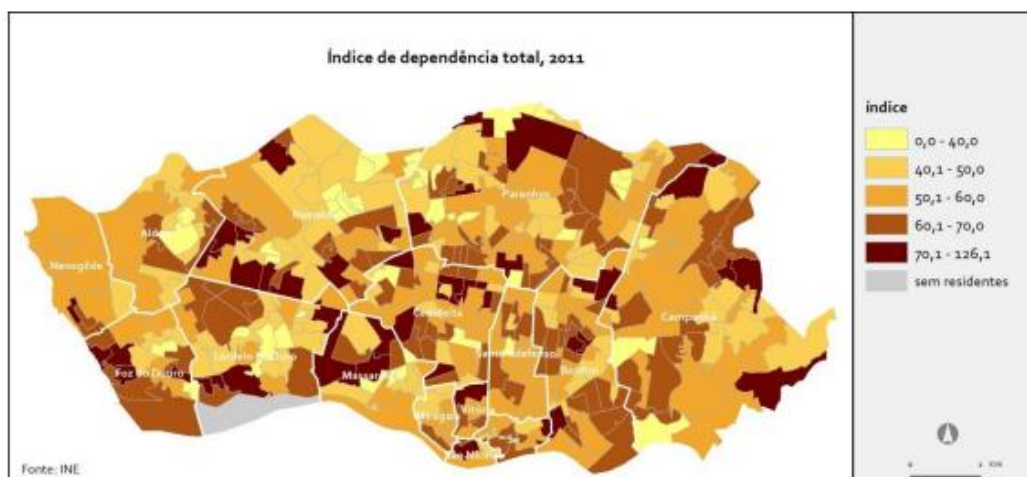 Índice de dependência total, 2011
índice
0,0 - 40,0
40,1 - 50,0
50,1 - 60,0
60,1 - 70,0
70,1 - 126,1
sem residentes
Ramalde
Paranhos
Aldoar
Nevogilde
Cedofeita
Campanhã
Lordelo do Ouro
Santo Ildefonso
Foz do Douro
Massarelos
Bonfim
Miragaia
Vitória
Sé
São Nicolau
Fonte: INE